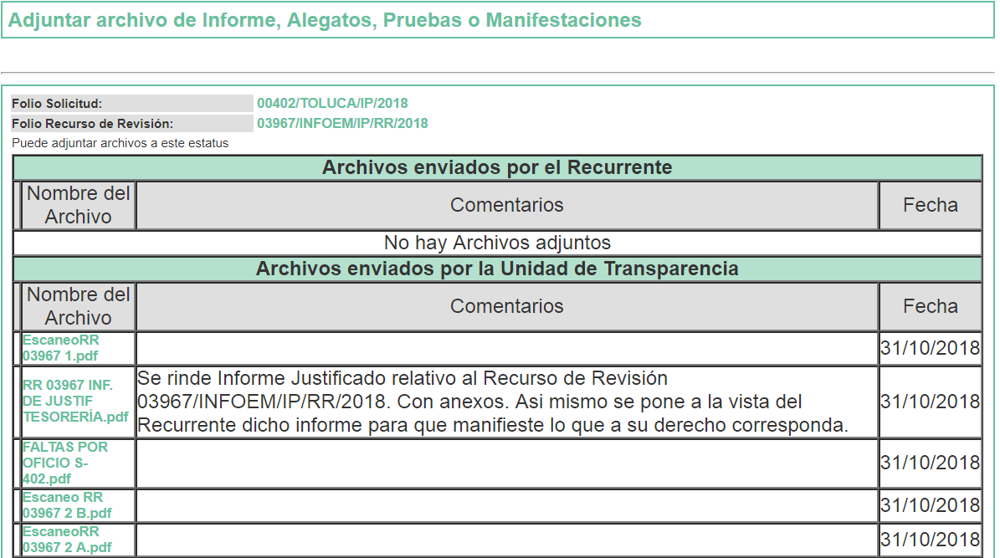 Adjuntar archivo de Informe, Alegatos, Pruebas o Manifestaciones
Folio Solicitud: 00402/TOLUCA/IP/2018
Folio Recurso de Revisión: 03967/INFOEM/IP/RR/2018
Puede adjuntar archivos a este estatus
Archivos enviados por el Recurrente
Nombre del
Archivo
Comentarios
Fecha
No hay Archivos adjuntos
Archivos enviados por la Unidad de Transparencia
Nombre del
Archivo
Comentarios
Fecha
EscaneoRR
03967 1.pdf
31/10/2018
RR 03967 INF.
DE JUSTIF
TESORERÍA.pdf
Se rinde Informe Justificado relativo al Recurso de Revisión
03967/INFOEM/IP/RR/2018. Con anexos. Asi mismo se pone a la vista del
Recurrente dicho informe para que manifieste lo que a su derecho corresponda.
31/10/2018
FALTAS POR
OFICIO S-
402.pdf
31/10/2018
Escaneo RR
03967 2 B.pdf
31/10/2018
EscaneoRR
03967 2 A.pdf
31/10/2018